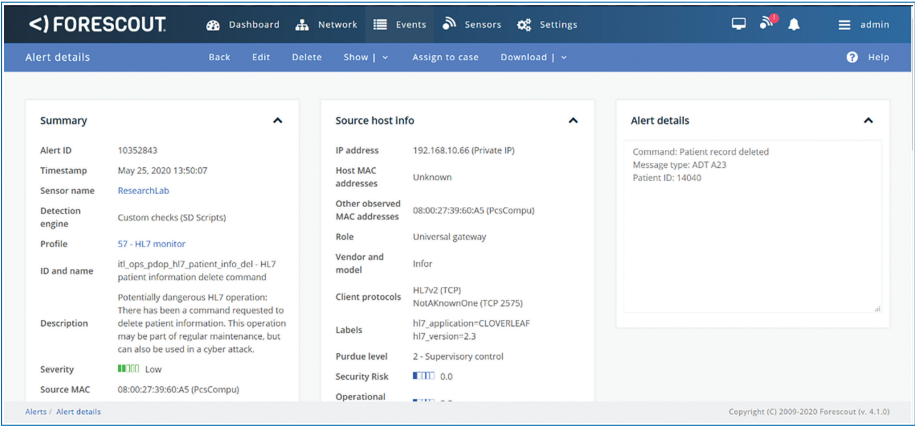 <) FORESCOUT.
Dashboard
Network
Events
Sensors
Settings
!
admin
Alert details
Back
Edit
Delete
Show |
Assign to case
Download |
? Help
Summary
Alert ID 10352843
Timestamp May 25, 2020 13:50:07
Sensor name ResearchLab
Detection
engine
Custom checks (SD Scripts)
Profile 57 - HL7 monitor
ID and name
itl_ops_pdop_hl7_patient_info_del - HL7
patient information delete command
Description
Potentially dangerous HL7 operation:
There has been a command requested to
delete patient information. This operation
may be part of regular maintenance, but
can also be used in a cyber attack.
Severity Low
Source MAC 08:00:27:39:60:A5 (PcsCompu)
Source host info
IP address 192.168.10.66 (Private IP)
Host MAC
addresses
Unknown
Other observed
MAC addresses
08:00:27:39:60:A5 (PcsCompu)
Role Universal gateway
Vendor and
model
Infor
Client protocols
HL7v2 (TCP)
NotAKnownOne (TCP 2575)
Labels
hl7_application=CLOVERLEAF
hl7_version=2.3
Purdue level 2 - Supervisory control
Security Risk 0.0
Operational
Alert details
Command: Patient record deleted
Message type: ADT A23
Patient ID: 14040
Alerts / Alert details
Copyright (C) 2009-2020 Forescout (v. 4.1.0)